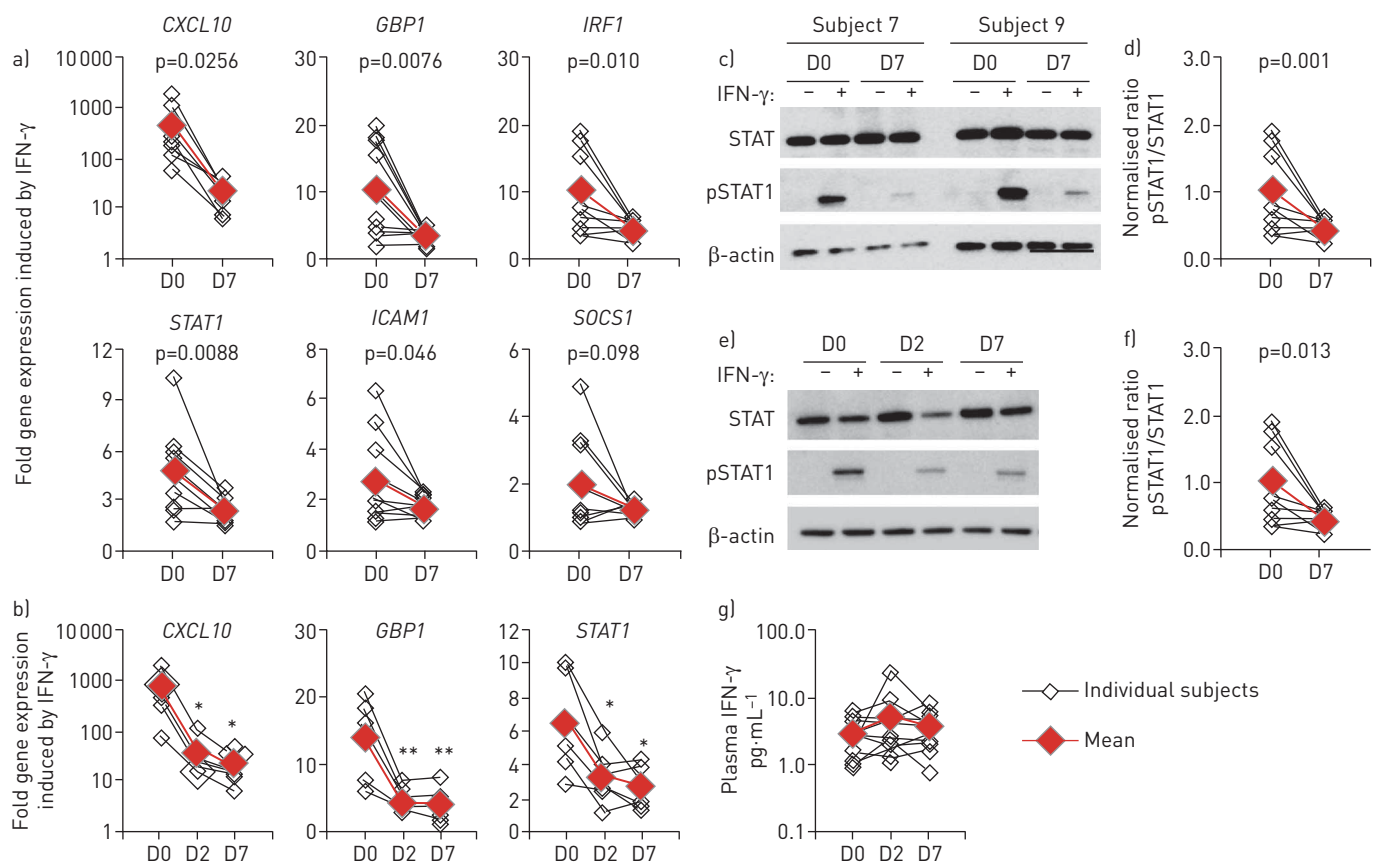 a)
Fold gene expression induced by IFN-γ
CXCL10
p=0.0256
10 000
1000
100
10
1
D0 D7
GBP1
p=0.0076
30
20
10
0
D0 D7
IRF1
p=0.010
30
20
10
0
D0 D7
STAT1
p=0.0088
12
9
6
3
0
D0 D7
ICAM1
p=0.046
8
6
4
2
0
D0 D7
SOCS1
p=0.098
6
4
2
0
D0 D7
b)
Fold gene expression
induced by IFN-γ
CXCL10
10 000
1000
100
10
1
* *
D0 D2 D7
GBP1
30
20
10
0
** **
D0 D2 D7
STAT1
12
10
8
6
4
2
0
*
*
D0 D2 D7
c)
Subject 7 Subject 9
D0 D7 D0 D7
IFN-γ: – + – + – + – +
STAT
pSTAT1
β-actin
d)
Normalised ratio
pSTAT1/STAT1
p=0.001
3.0
2.0
1.0
0.0
D0 D7
e)
D0 D2 D7
IFN-γ: – + – + – +
STAT
pSTAT1
β-actin
f)
Normalised ratio
pSTAT1/STAT1
p=0.013
3.0
2.0
1.0
0.0
D0 D7
g)
Plasma IFN-γ
pg·mL⁻¹
100.0
10.0
1.0
0.1
D0 D2 D7
Individual subjects
Mean